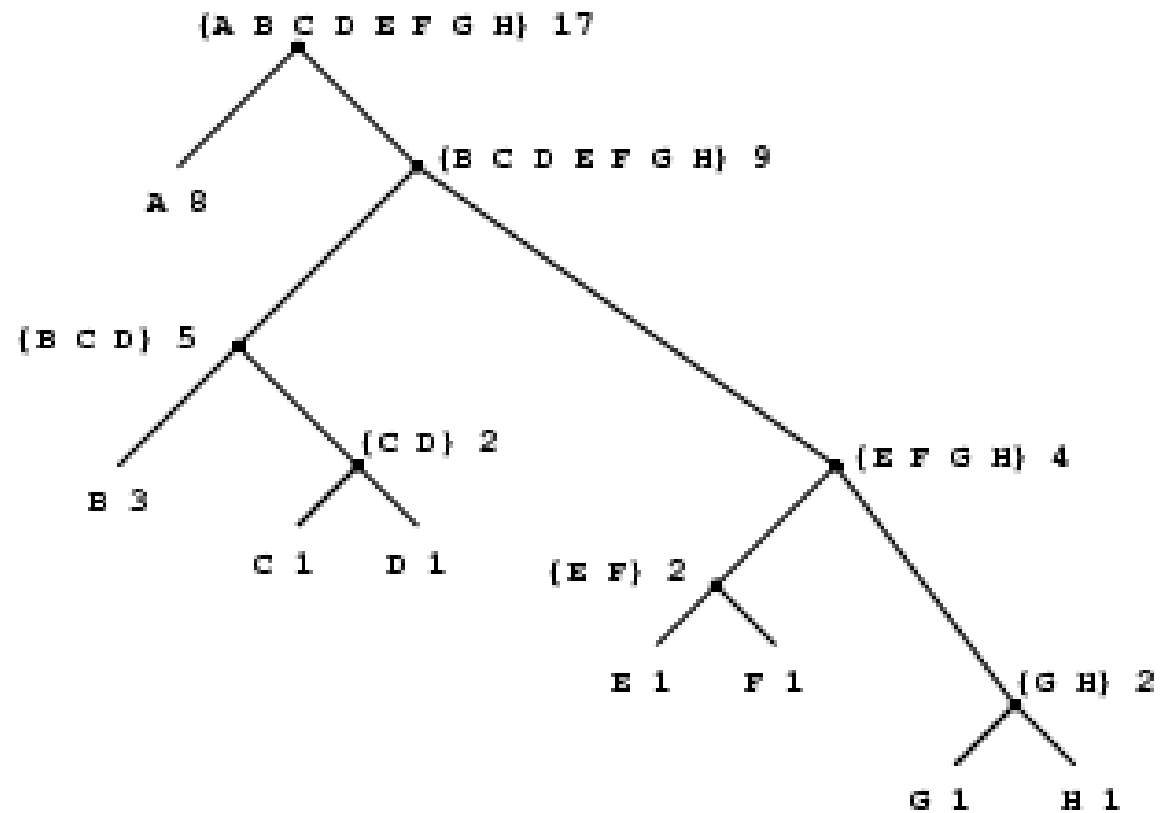 {A B C D E F G H} 17
{B C D E F G H} 9
A 8
{B C D} 5
{C D} 2
{E F G H} 4
B 3
C 1
D 1
{E F} 2
E 1
F 1
{G H} 2
G 1
H 1